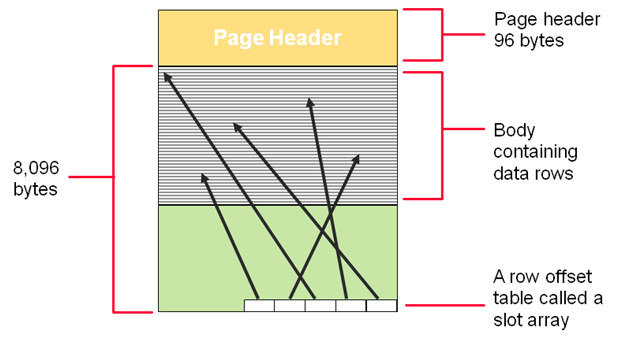 Page Header
Page header
96 bytes
Body
containing
data rows
8,096
bytes
A row offset
table called a
slot array